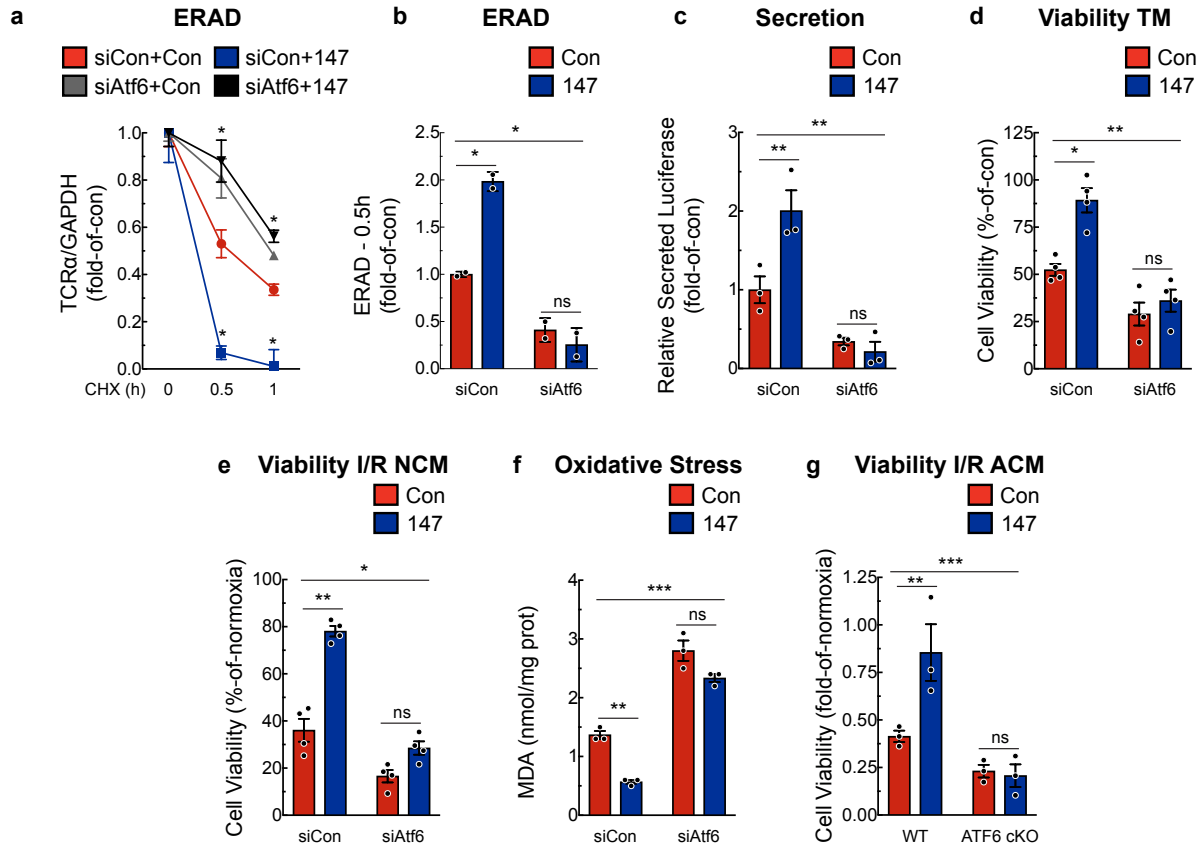 a
ERAD
siCon+Con
siCon+147
siAtf6+Con
siAtf6+147
TCRα/GAPDH
(fold-of-con)
1.0
0.8
0.6
0.4
0.2
0.0
*
*
*
*
CHX (h)
0
0.5
1
b
ERAD
Con
147
ERAD - 0.5h
(fold-of-con)
2.5
2.0
1.5
1.0
0.5
0.0
*
*
ns
siCon
siAtf6
c
Secretion
Con
147
Relative Secreted Luciferase
(fold-of-con)
3
2
1
0
**
**
ns
siCon
siAtf6
d
Viability TM
Con
147
Cell Viability (%-of-con)
125
100
75
50
25
0
**
*
ns
siCon
siAtf6
e
Viability I/R NCM
Con
147
Cell Viability (%-of-normoxia)
100
80
60
40
20
0
*
**
ns
siCon
siAtf6
f
Oxidative Stress
Con
147
MDA (nmol/mg prot)
4
3
2
1
0
***
**
ns
siCon
siAtf6
g
Viability I/R ACM
Con
147
Cell Viability (fold-of-normoxia)
1.25
1.00
0.75
0.50
0.25
0.00
***
**
ns
WT
ATF6 cKO